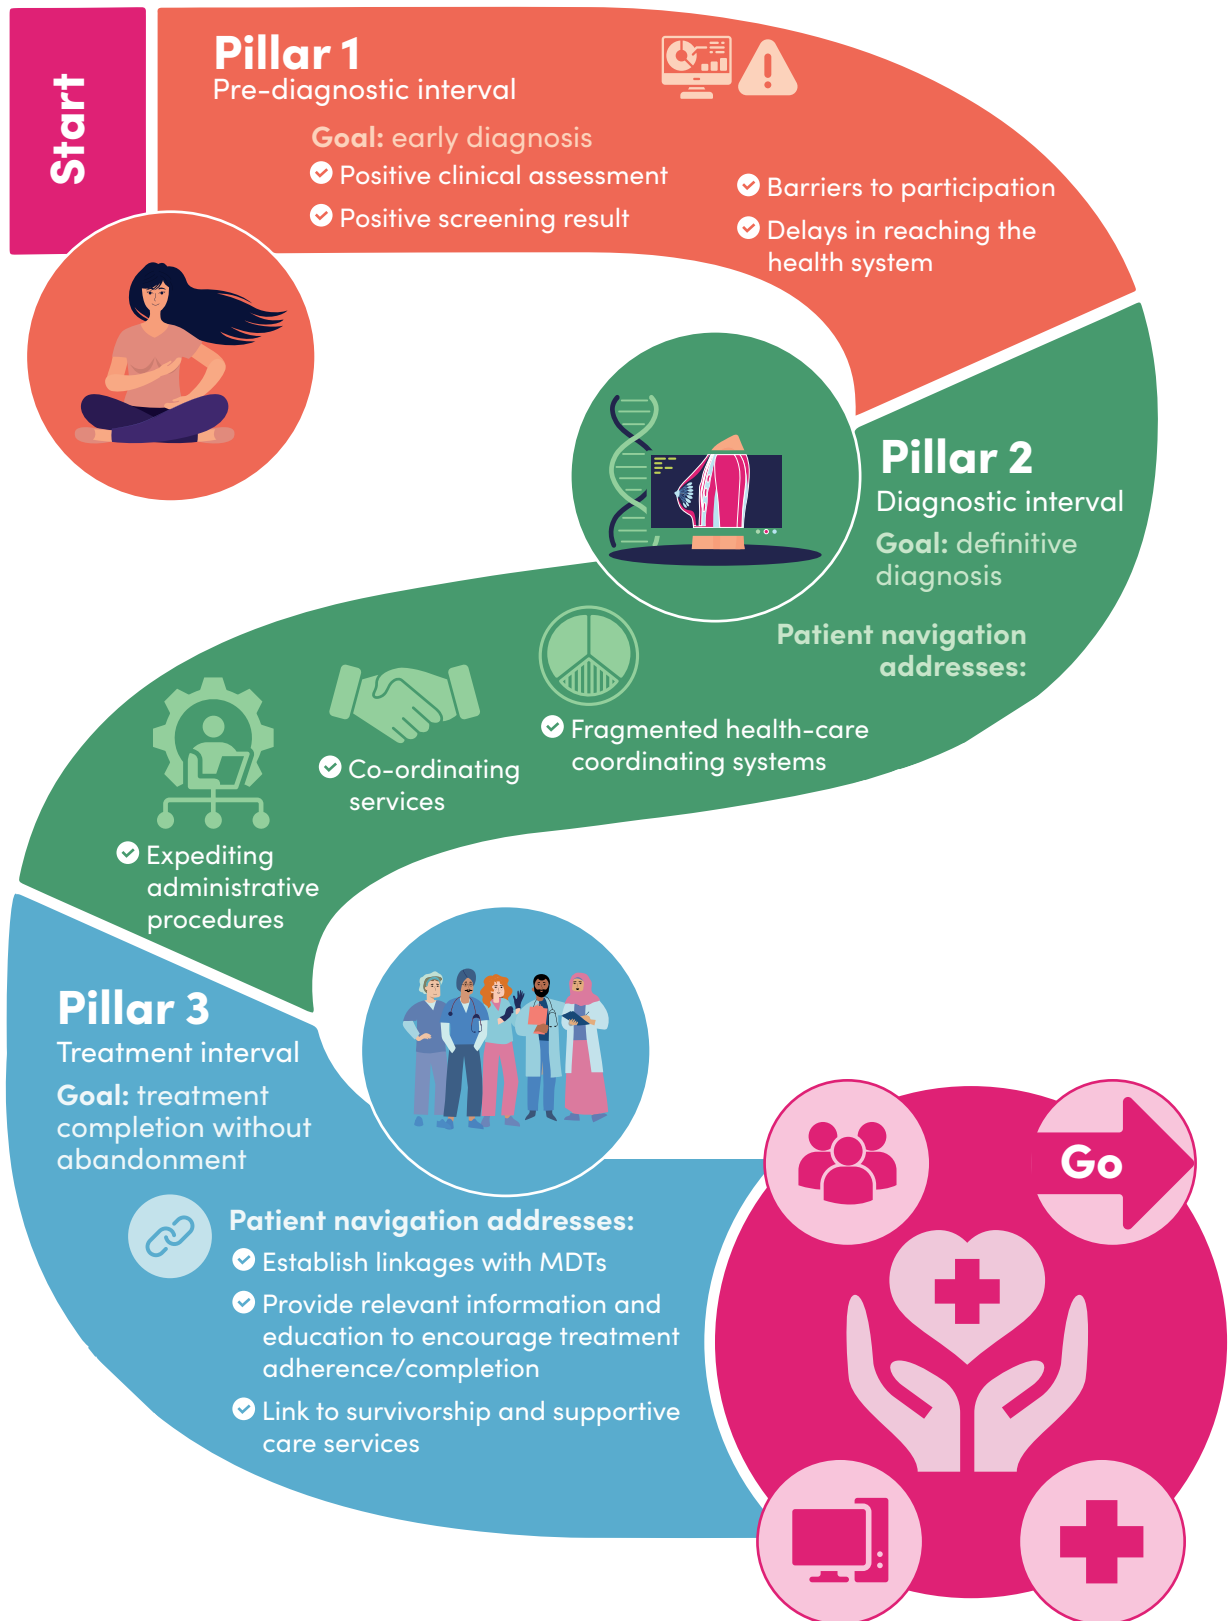 Start
Pillar 1
Pre-diagnostic interval
Goal: early diagnosis
Positive clinical assessment
Positive screening result
Barriers to participation
Delays in reaching the
health system
Pillar 2
Diagnostic interval
Goal: definitive
diagnosis
Patient navigation
addresses:
Fragmented health-care
coordinating systems
Co-ordinating
services
Expediting
administrative
procedures
Pillar 3
Treatment interval
Goal: treatment
completion without
abandonment
Patient navigation addresses:
Establish linkages with MDTs
Provide relevant information and
education to encourage treatment
adherence/completion
Link to survivorship and supportive
care services
Go